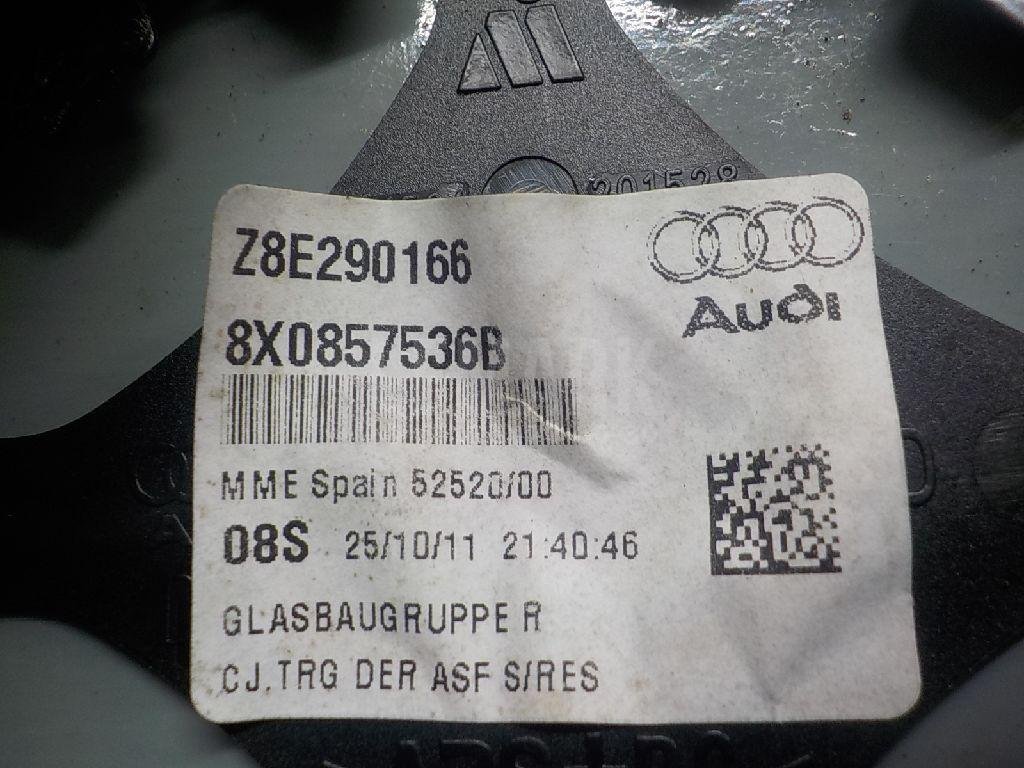 201528
Z8E290166
Audi
8X0857536B
MME Spain 52520/00
08S 25/10/11 21:40:46
GLASBAUGRUPPE R
CJ.TRG DER ASF S/RES